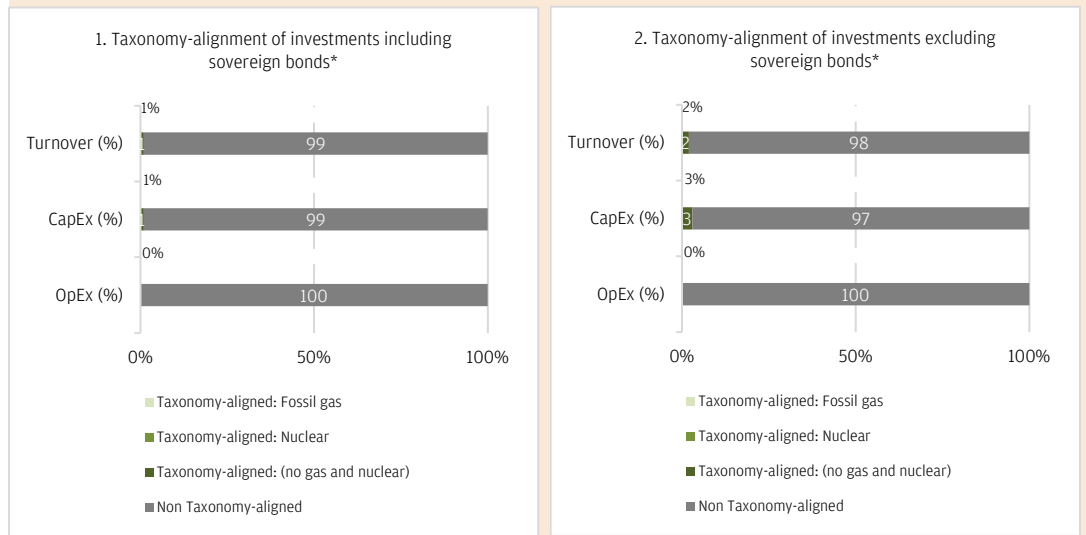 1. Taxonomy-alignment of investments including
sovereign bonds*
1%
Turnover (%)
1
99
1%
CapEx (%)
1
99
0%
OpEx (%)
100
0%
50%
100%
Taxonomy-aligned: Fossil gas
Taxonomy-aligned: Nuclear
Taxonomy-aligned: (no gas and nuclear)
Non Taxonomy-aligned
2. Taxonomy-alignment of investments excluding
sovereign bonds*
2%
Turnover (%)
2
98
3%
CapEx (%)
3
97
0%
OpEx (%)
100
0%
50%
100%
Taxonomy-aligned: Fossil gas
Taxonomy-aligned: Nuclear
Taxonomy-aligned: (no gas and nuclear)
Non Taxonomy-aligned